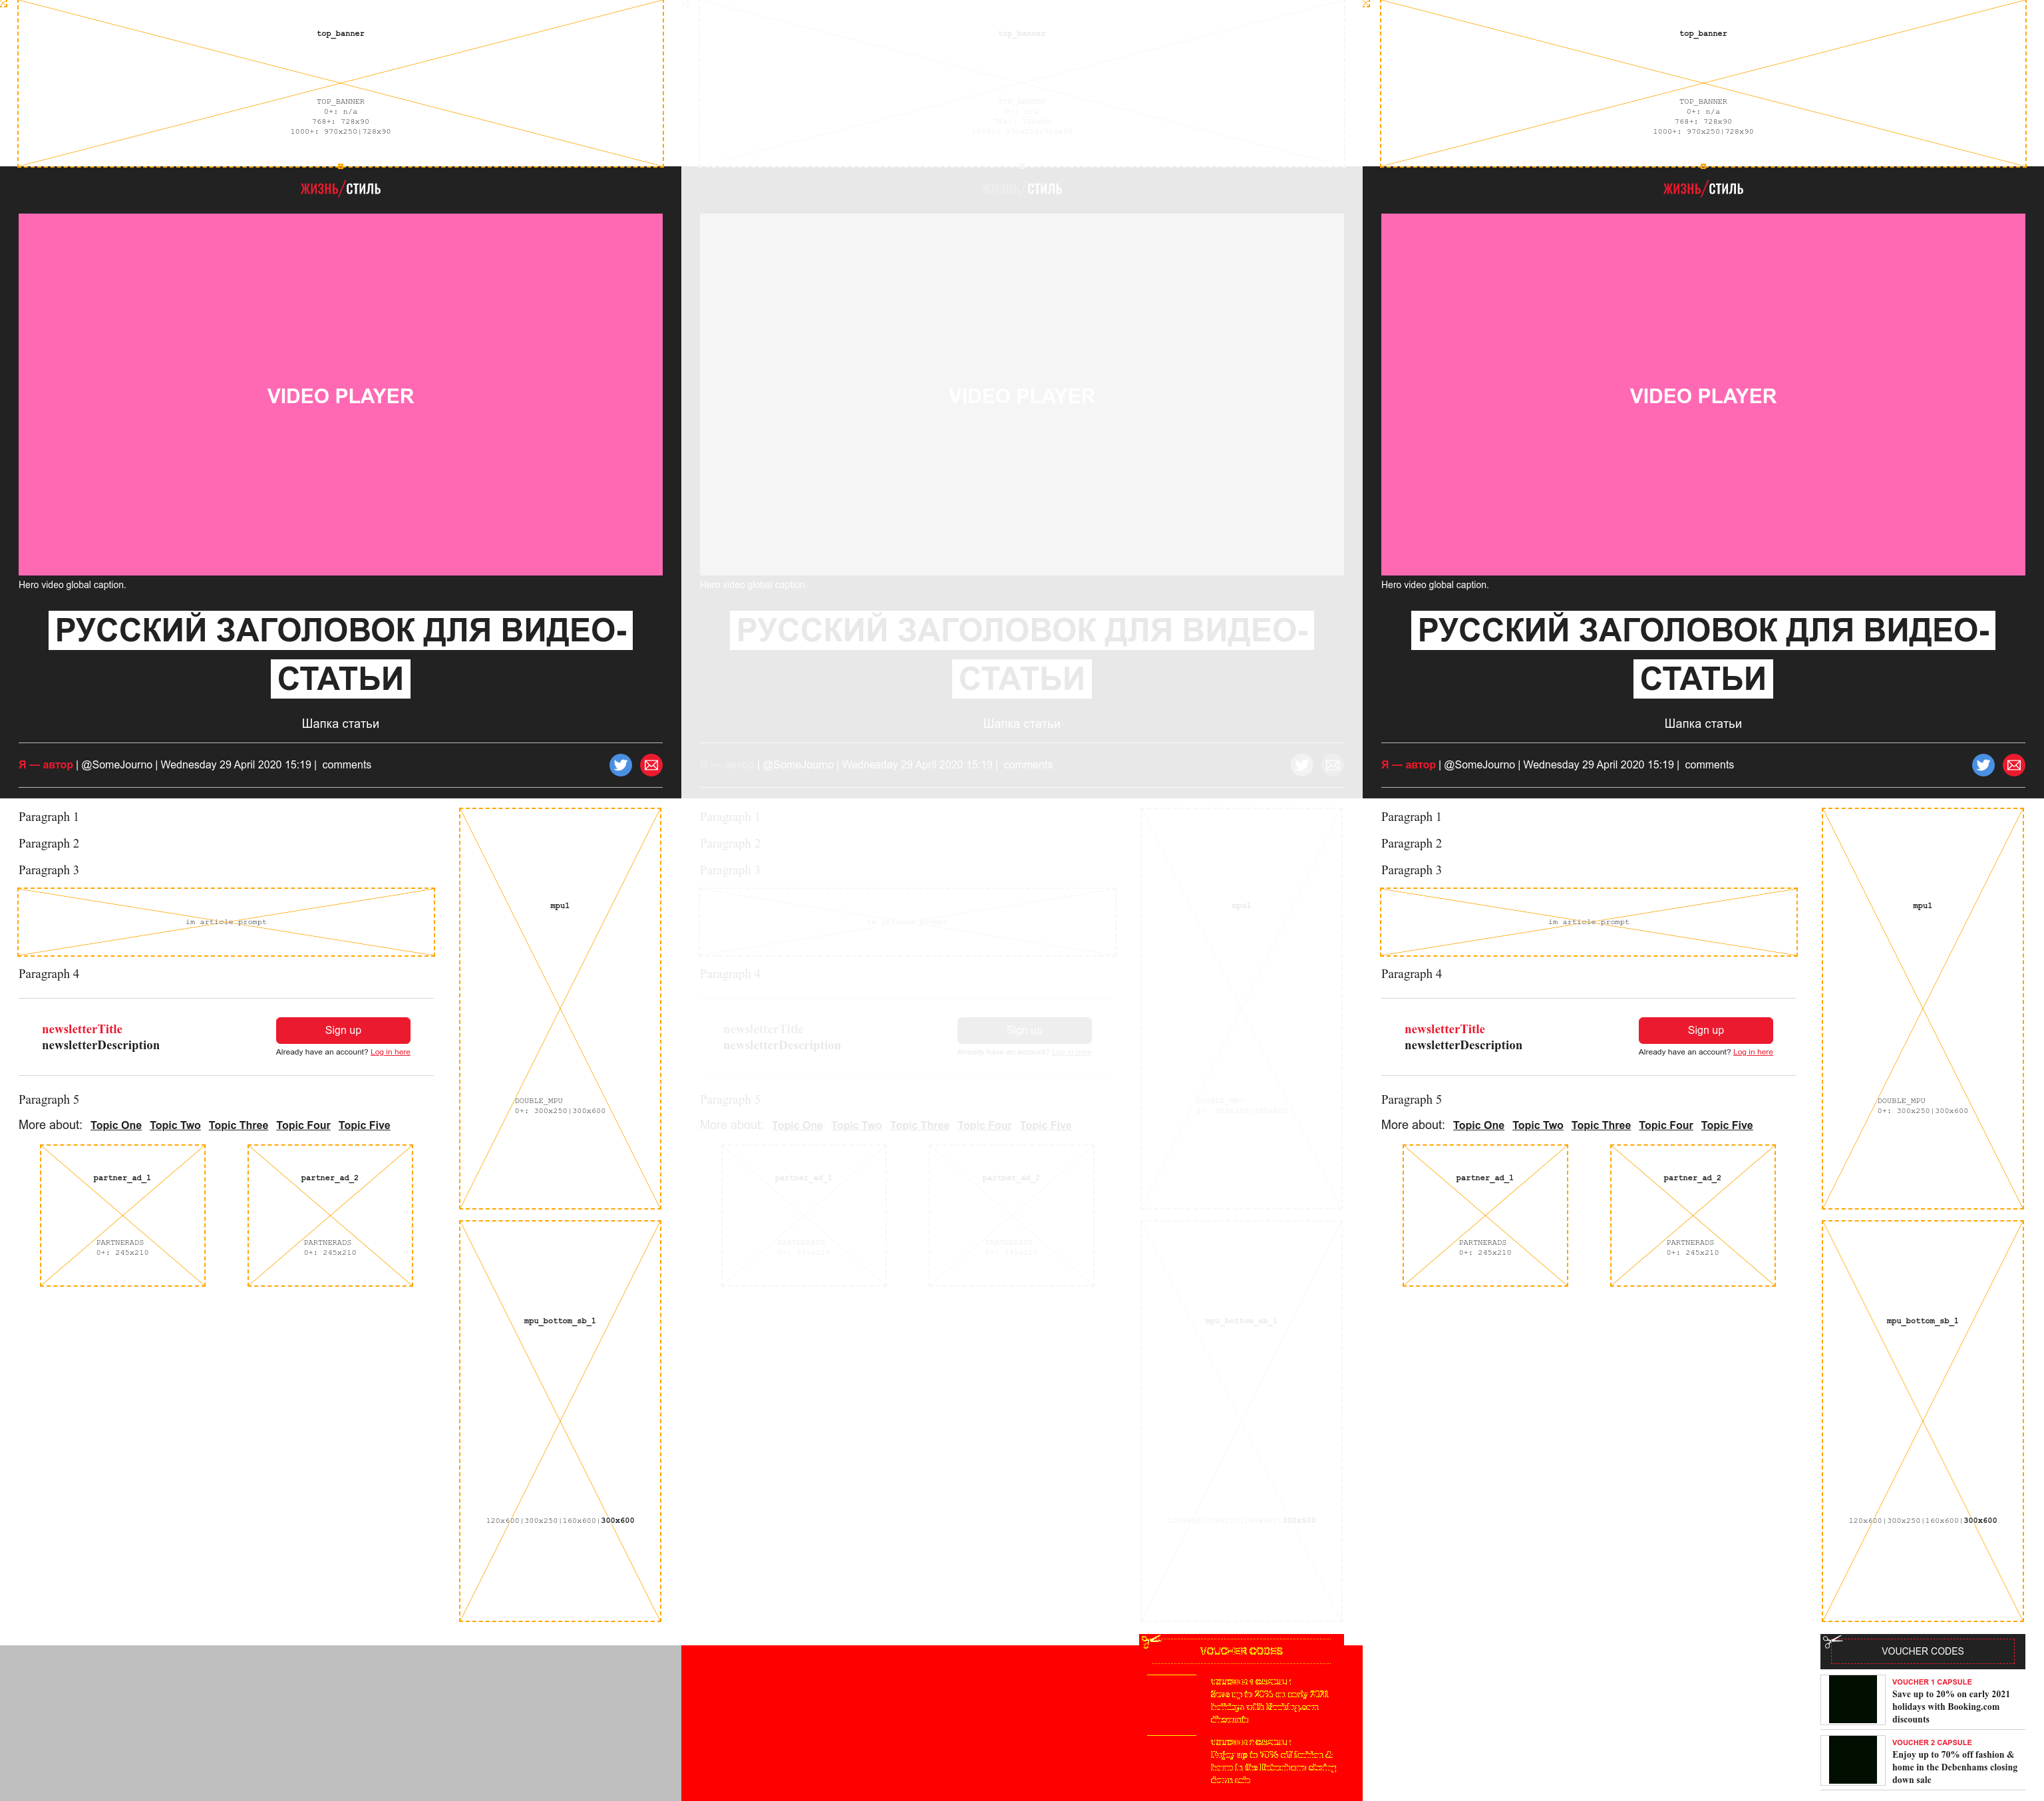 top_banner
TOP_BANNER
0+: n/a
768+: 728x90
1000+: 970x250|728x90
ЖИЗНЬ/СТИЛЬ
VIDEO PLAYER
Hero video global caption.
РУССКИЙ ЗАГОЛОВОК ДЛЯ ВИДЕО-
СТАТЬИ
Шапка статьи
Я — автор | @SomeJourno | Wednesday 29 April 2020 15:19 | comments
Paragraph 1
Paragraph 2
Paragraph 3
im article prompt
Paragraph 4
newsletterTitle
newsletterDescription
Sign up
Already have an account? Log in here
Paragraph 5
More about: Topic One Topic Two Topic Three Topic Four Topic Five
partner_ad_1
PARTNERADS
0+: 245x210
partner_ad_2
PARTNERADS
0+: 245x210
mpu1
DOUBLE_MPU
0+: 300x250|300x600
mpu_bottom_sb_1
120x600|300x250|160x600|300x600
top_banner
TOP_BANNER
0+: n/a
768+: 728x90
1000+: 970x250|728x90
ЖИЗНЬ/СТИЛЬ
VIDEO PLAYER
Hero video global caption.
РУССКИЙ ЗАГОЛОВОК ДЛЯ ВИДЕО-
СТАТЬИ
Шапка статьи
Я — автор | @SomeJourno | Wednesday 29 April 2020 15:19 | comments
Paragraph 1
Paragraph 2
Paragraph 3
im article prompt
Paragraph 4
newsletterTitle
newsletterDescription
Sign up
Already have an account? Log in here
Paragraph 5
More about: Topic One Topic Two Topic Three Topic Four Topic Five
partner_ad_1
PARTNERADS
0+: 245x210
partner_ad_2
PARTNERADS
0+: 245x210
mpu1
DOUBLE_MPU
0+: 300x250|300x600
mpu_bottom_sb_1
120x600|300x250|160x600|300x600
VOUCHER CODES
top_banner
TOP_BANNER
0+: n/a
768+: 728x90
1000+: 970x250|728x90
ЖИЗНЬ/СТИЛЬ
VIDEO PLAYER
Hero video global caption.
РУССКИЙ ЗАГОЛОВОК ДЛЯ ВИДЕО-
СТАТЬИ
Шапка статьи
Я — автор | @SomeJourno | Wednesday 29 April 2020 15:19 | comments
Paragraph 1
Paragraph 2
Paragraph 3
im article prompt
Paragraph 4
newsletterTitle
newsletterDescription
Sign up
Already have an account? Log in here
Paragraph 5
More about: Topic One Topic Two Topic Three Topic Four Topic Five
partner_ad_1
PARTNERADS
0+: 245x210
partner_ad_2
PARTNERADS
0+: 245x210
mpu1
DOUBLE_MPU
0+: 300x250|300x600
mpu_bottom_sb_1
120x600|300x250|160x600|300x600
VOUCHER CODES
VOUCHER 1 CAPSULE
Save up to 20% on early 2021
holidays with Booking.com
discounts
VOUCHER 2 CAPSULE
Enjoy up to 70% off fashion &
home in the Debenhams closing
down sale